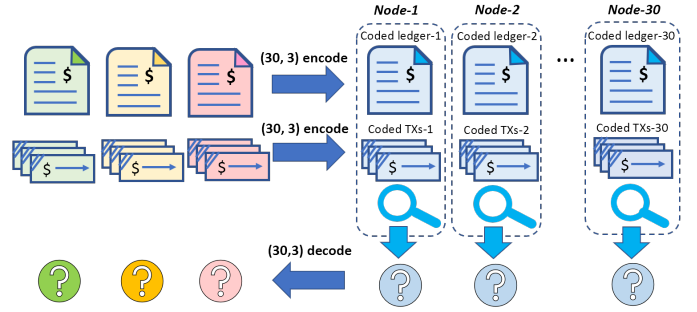 Node-1
Node-2
Node-30
Coded ledger-1
Coded ledger-2
Coded ledger-30
(30, 3) encode
$
$
$
$
$
$
...
(30, 3) encode
Coded TXs-1
Coded TXs-2
Coded TXs-30
$
$
$
$
$
$
(30,3) decode
?
?
?
?
?
?